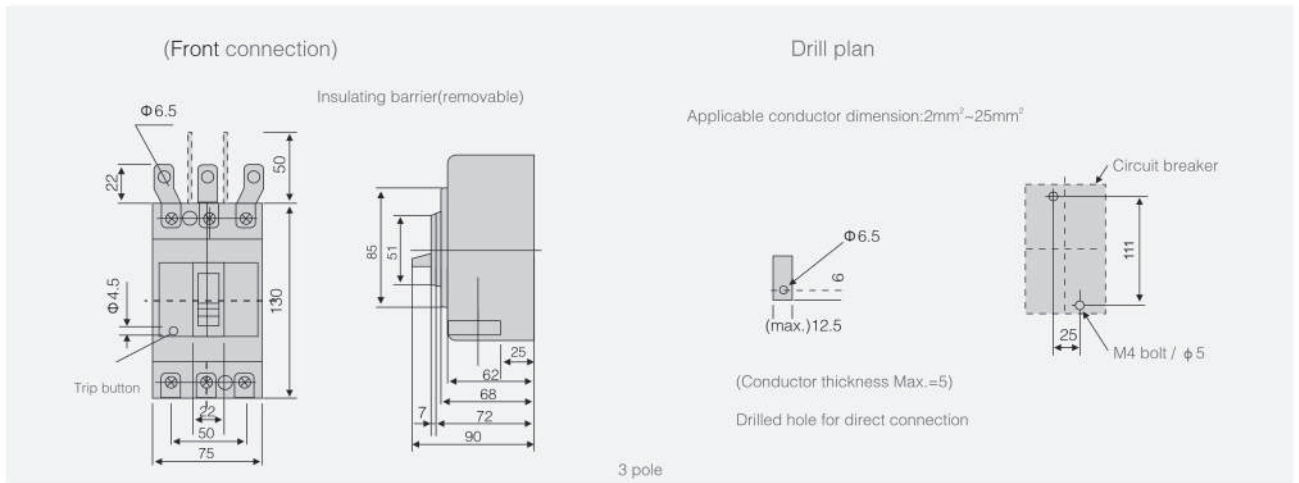 (Front connection)
Drill plan
Insulating barrier(removable)
Φ6.5
Applicable conductor dimension:2mm²~25mm²
50
22
Circuit breaker
85
51
Φ6.5
111
Φ4.5
130
6
(max.)12.5
25
25
M4 bolt / φ5
Trip button
62
(Conductor thickness Max.=5)
68
22
7
72
Drilled hole for direct connection
50
90
75
3 pole